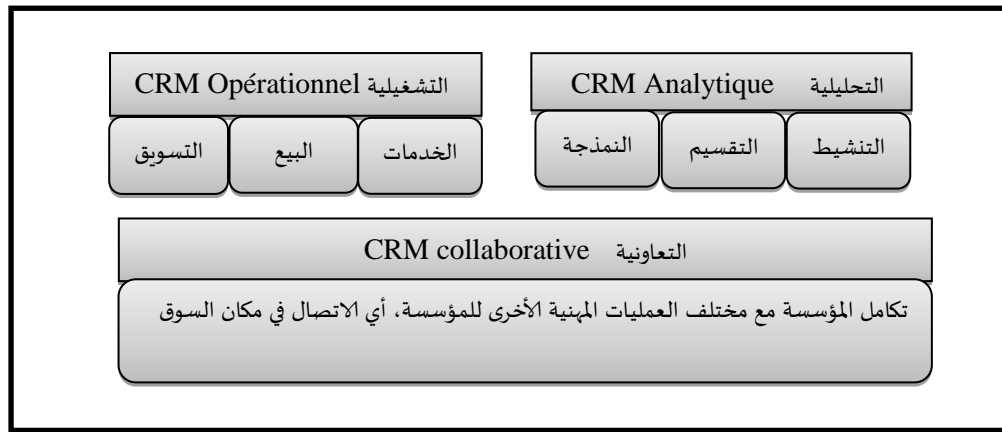 التحليلية CRM Analytique
التشغيلية CRM Opérationnel
التنشيط
التقسيم
النمذجة
الخدمات
البيع
التسويق
التعاونية CRM collaborative
تكامل المؤسسة مع مختلف العمليات المهنية الأخرى للمؤسسة، أي الاتصال في مكان السوق